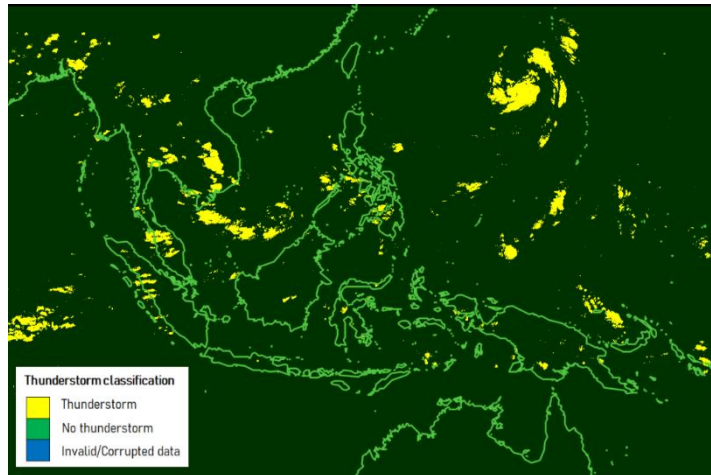 Thunderstorm classification
Thunderstorm
No thunderstorm
Invalid/Corrupted data